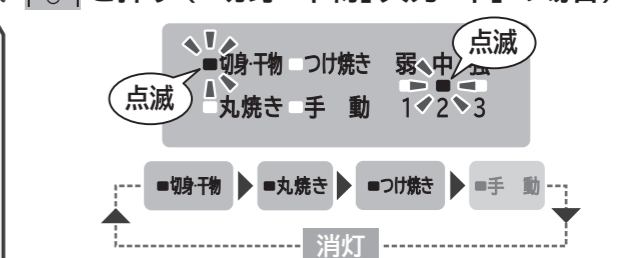 を押す(「切身・干物」、火力「中」の場合)
点滅
切身・干物 つけ焼き 弱 中 強
点滅
丸焼き 手 動 1 2 3
切身・干物 丸焼き つけ焼き 手 動
消灯